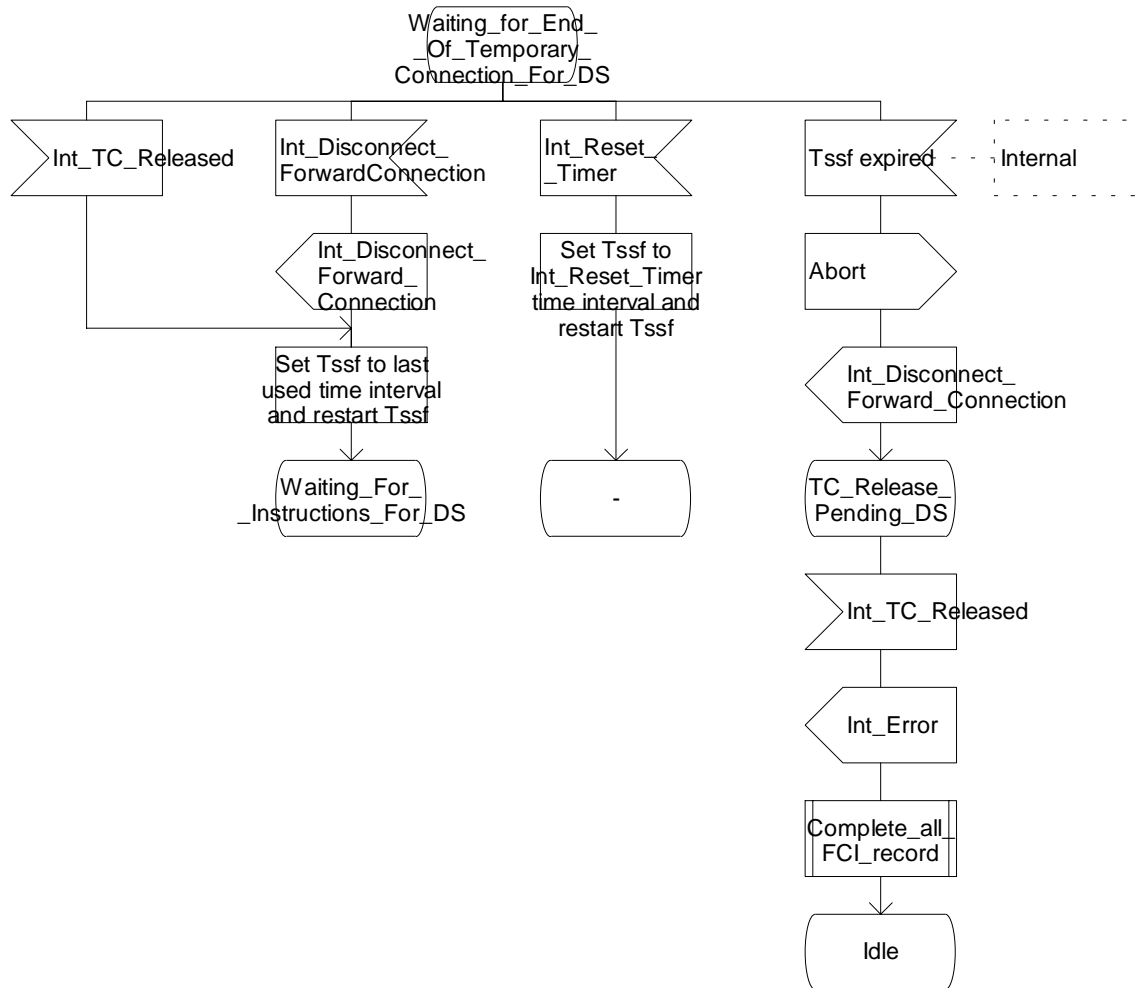 Waiting_for_End_
_Of_Temporary_
Connection_For_DS
Int_TC_Released
Int_Disconnect_
ForwardConnection
Int_Reset_
_Timer
Tssf expired
Internal
Int_Disconnect_
Forward_
Connection
Set Tssf to
Int_Reset_Timer
time interval and
restart Tssf
Abort
Set Tssf to last
used time interval
and restart Tssf
Int_Disconnect_
Forward_Connection
Waiting_For_
_Instructions_For_DS
-
TC_Release_
Pending_DS
Int_TC_Released
Int_Error
Complete_all_
FCI_record
Idle